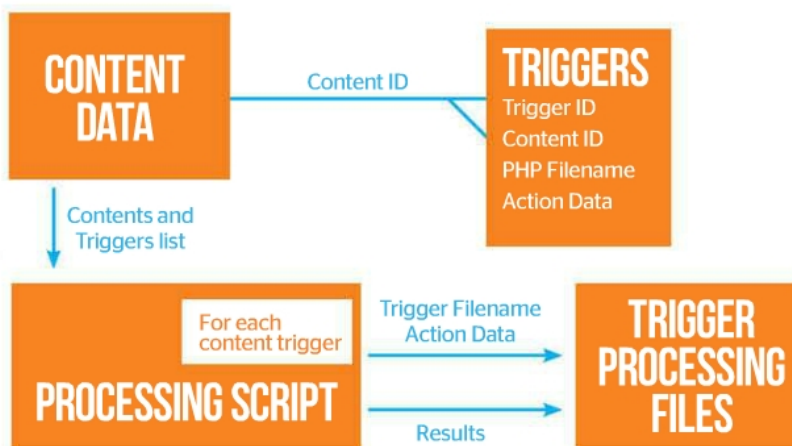 CONTENT
DATA
Content ID
TRIGGERS
Trigger ID
Content ID
PHP Filename
Action Data
Contents and
Triggers list
For each
content trigger
PROCESSING SCRIPT
Trigger Filename
Action Data
Results
TRIGGER
PROCESSING
FILES